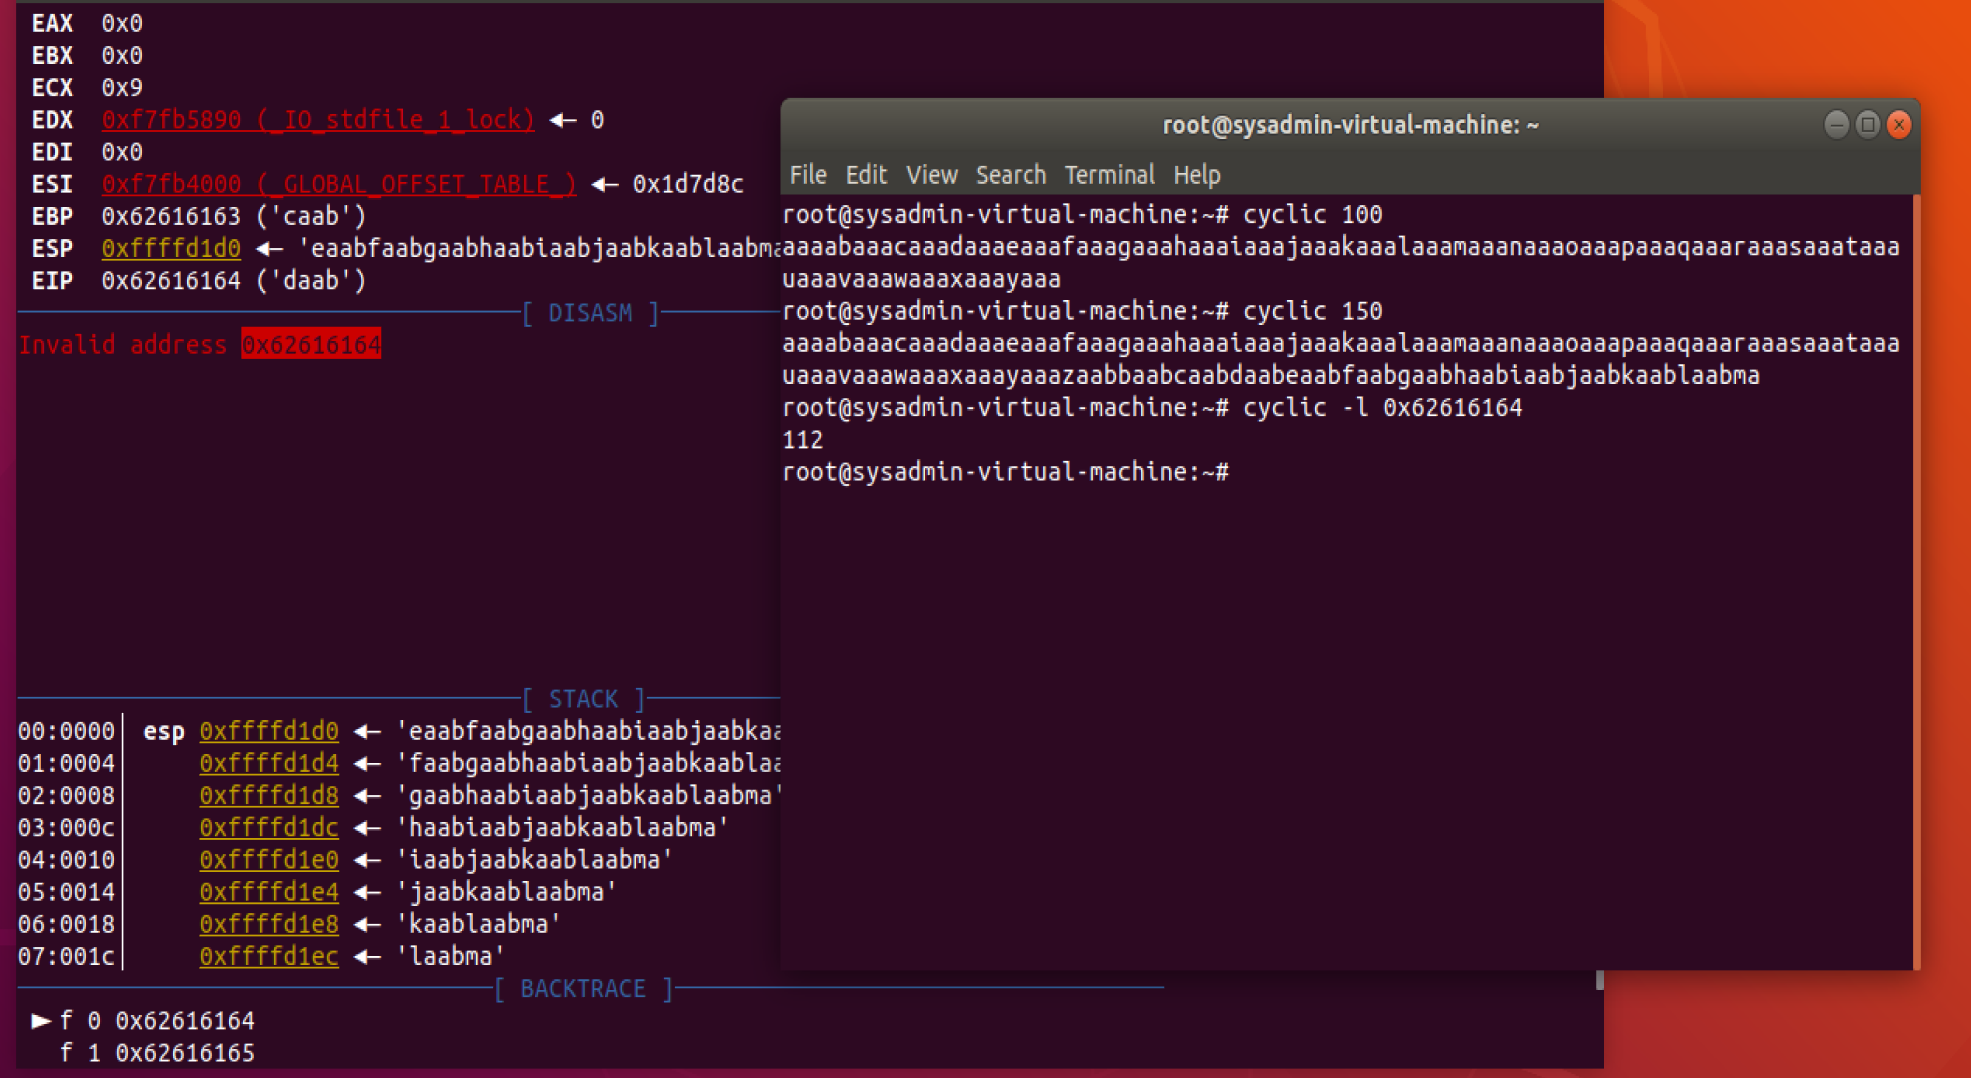 EAX 0x0
EBX 0x0
ECX 0x9
EDX 0xf7fb5890 (_IO_stdfile_1_lock) ◂— 0
EDI 0x0
ESI 0xf7fb4000 (_GLOBAL_OFFSET_TABLE_) ◂— 0x1d7d8c
EBP 0x62616163 ('caab')
ESP 0xffffd1d0 ◂— 'eaabfaabgaabhaabiaabjaabkaablaabma
EIP 0x62616164 ('daab')
[ DISASM ]
Invalid address 0x62616164
[ STACK ]
00:0000│ esp 0xffffd1d0 ◂— 'eaabfaabgaabhaabiaabjaabkaa
01:0004│ 0xffffd1d4 ◂— 'faabgaabhaabiaabjaabkaablaa
02:0008│ 0xffffd1d8 ◂— 'gaabhaabiaabjaabkaablaabma'
03:000c│ 0xffffd1dc ◂— 'haabiaabjaabkaablaabma'
04:0010│ 0xffffd1e0 ◂— 'iaabjaabkaablaabma'
05:0014│ 0xffffd1e4 ◂— 'jaabkaablaabma'
06:0018│ 0xffffd1e8 ◂— 'kaablaabma'
07:001c│ 0xffffd1ec ◂— 'laabma'
[ BACKTRACE ]
► f 0 0x62616164
f 1 0x62616165
root@sysadmin-virtual-machine: ~
File Edit View Search Terminal Help
root@sysadmin-virtual-machine:~# cyclic 100
aaaabaaacaaadaaaeaaafaaagaaahaaaiaaajaaakaaalaaamaaanaaaoaaapaaaqaaaraaasaaataaa
uaaavaaawaaaxaaayaaa
root@sysadmin-virtual-machine:~# cyclic 150
aaaabaaacaaadaaaeaaafaaagaaahaaaiaaajaaakaaalaaamaaanaaaoaaapaaaqaaaraaasaaataaa
uaaavaaawaaaxaaayaaazaabbaabcaabdaabeaabfaabgaabhaabiaabjaabkaablaabma
root@sysadmin-virtual-machine:~# cyclic -l 0x62616164
112
root@sysadmin-virtual-machine:~#